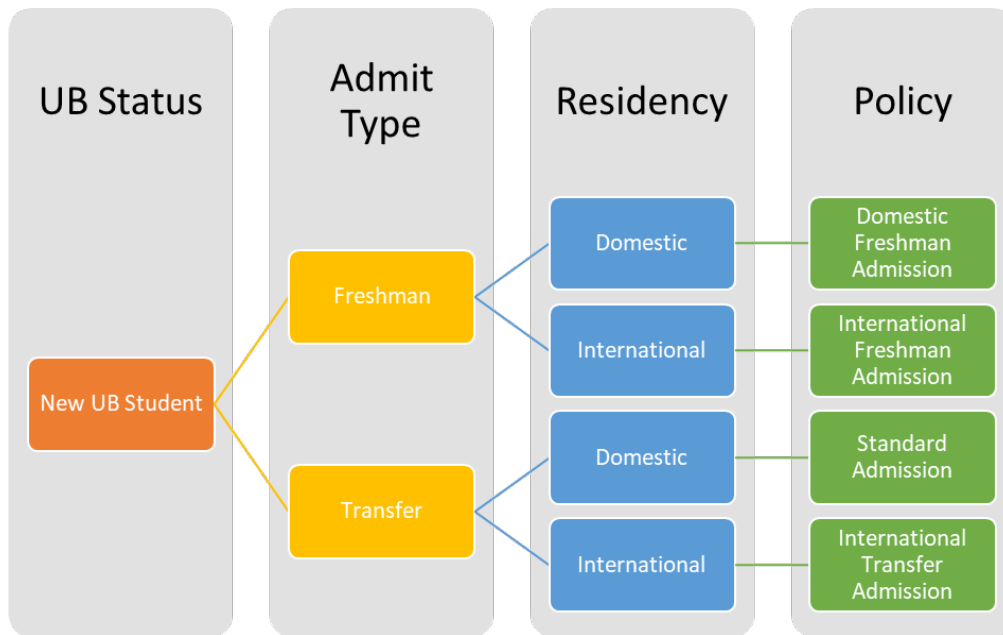 UB Status
Admit
Type
Residency
Policy
New UB Student
Freshman
Transfer
Domestic
International
Domestic
International
Domestic
Freshman
Admission
International
Freshman
Admission
Standard
Admission
International
Transfer
Admission